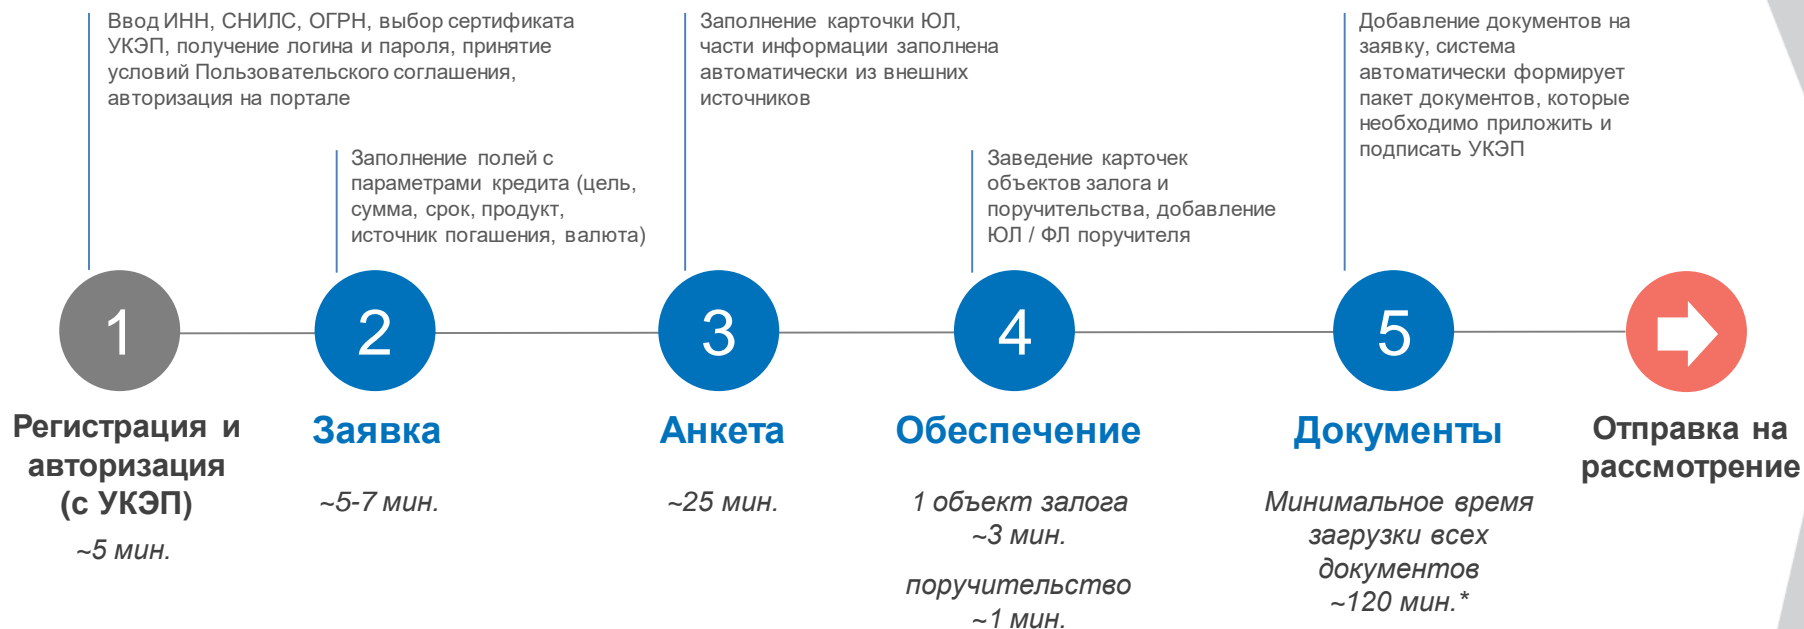 Ввод ИНН, СНИЛС, ОГРН, выбор сертификата
УКЭП, получение логина и пароля, принятие
условий Пользовательского соглашения,
авторизация на портале
Заполнение полей с
параметрами кредита (цель,
сумма, срок, продукт,
источник погашения, валюта)
Заполнение карточки ЮЛ,
части информации заполнена
автоматически из внешних
источников
Заведение карточек
объектов залога и
поручительства, добавление
ЮЛ / ФЛ поручителя
Добавление документов на
заявку, система
автоматически формирует
пакет документов, которые
необходимо приложить и
подписать УКЭП
1
2
3
4
5
Регистрация и
авторизация
(с УКЭП)
~5 мин.
Заявка
~5-7 мин.
Анкета
~25 мин.
Обеспечение
1 объект залога
~3 мин.
поручительство
~1 мин.
Документы
Минимальное время
загрузки всех
документов
~120 мин.*
Отправка на
рассмотрение